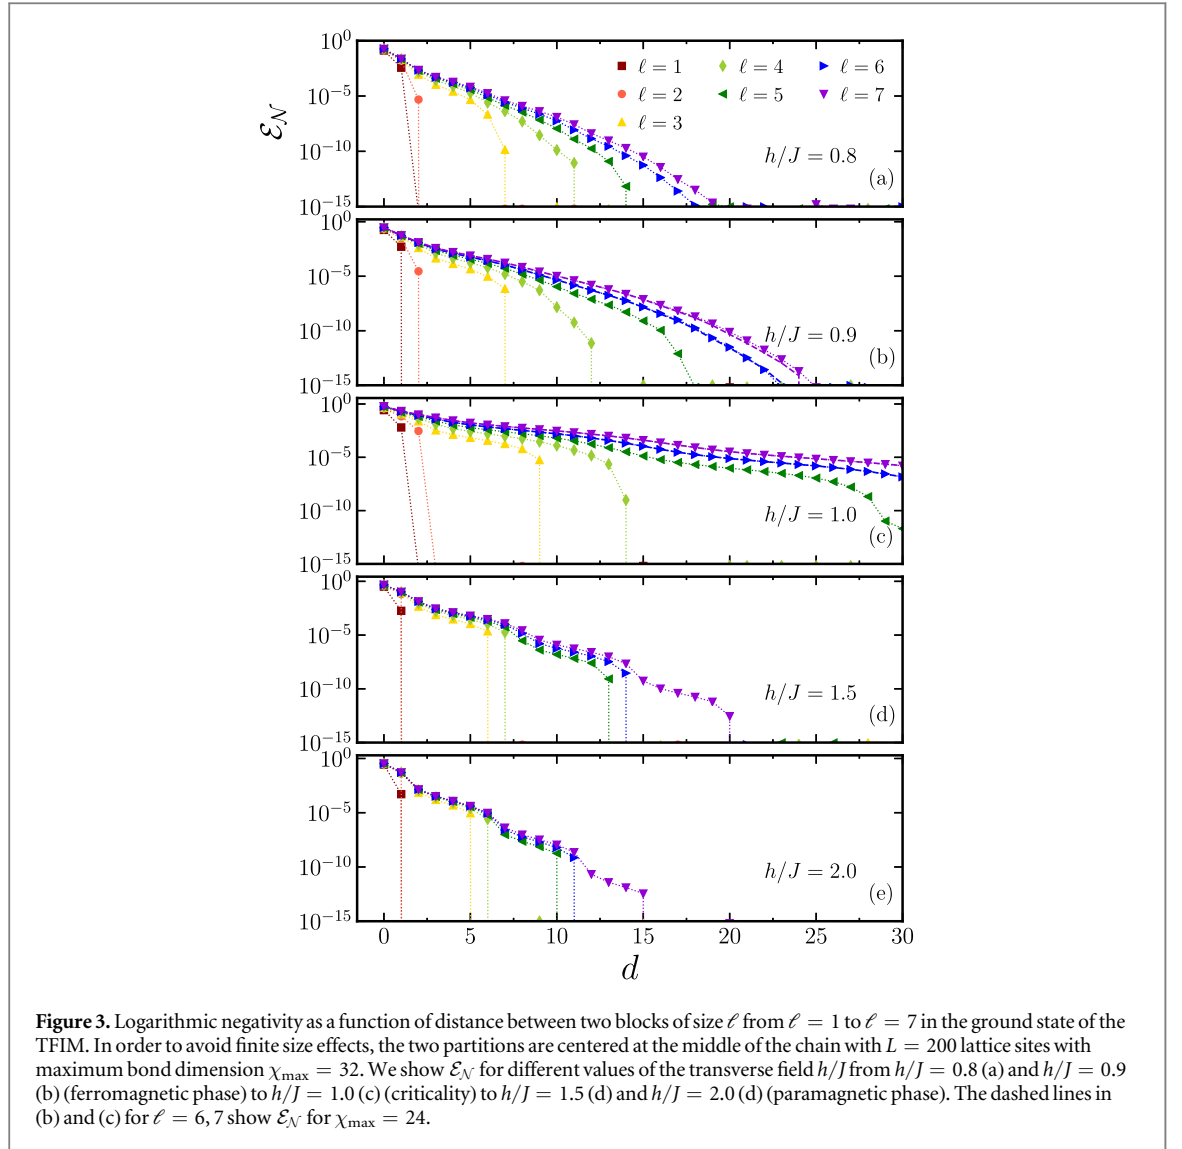 10^0
10^-5
10^-10
10^-15
ℰ_𝒩
ℓ = 1
ℓ = 2
ℓ = 3
ℓ = 4
ℓ = 5
ℓ = 6
ℓ = 7
h/J = 0.8
(a)
10^0
10^-5
10^-10
10^-15
h/J = 0.9
(b)
10^0
10^-5
10^-10
10^-15
h/J = 1.0
(c)
10^0
10^-5
10^-10
10^-15
h/J = 1.5
(d)
10^0
10^-5
10^-10
10^-15
h/J = 2.0
(e)
0 5 10 15 20 25 30
d
Figure 3. Logarithmic negativity as a function of distance between two blocks of size ℓ from ℓ = 1 to ℓ = 7 in the ground state of the
TFIM. In order to avoid finite size effects, the two partitions are centered at the middle of the chain with L = 200 lattice sites with
maximum bond dimension χ_max = 32. We show ℰ_𝒩 for different values of the transverse field h/J from h/J = 0.8 (a) and h/J = 0.9
(b) (ferromagnetic phase) to h/J = 1.0 (c) (criticality) to h/J = 1.5 (d) and h/J = 2.0 (d) (paramagnetic phase). The dashed lines in
(b) and (c) for ℓ = 6, 7 show ℰ_𝒩 for χ_max = 24.